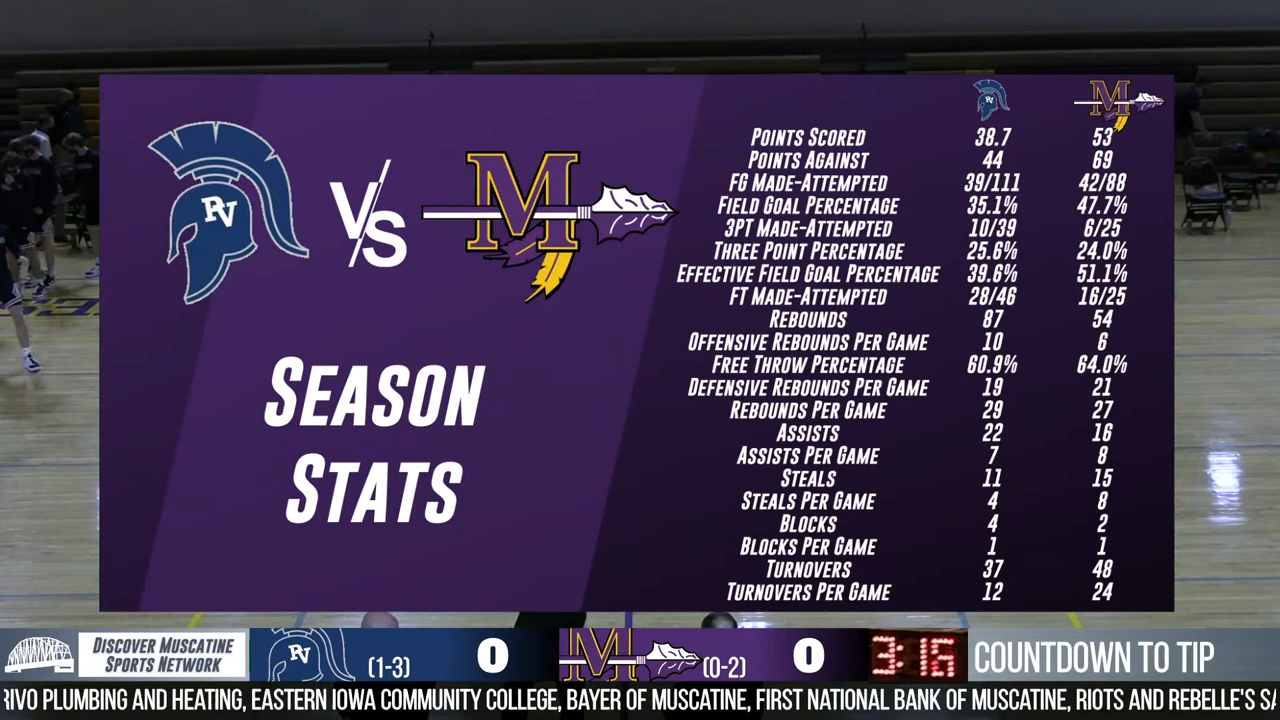 PV
VS
M
SEASON
STATS
PV
M
POINTS SCORED 38.7 53
POINTS AGAINST 44 69
FG MADE-ATTEMPTED 39/111 42/88
FIELD GOAL PERCENTAGE 35.1% 47.7%
3PT MADE-ATTEMPTED 10/39 6/25
THREE POINT PERCENTAGE 25.6% 24.0%
EFFECTIVE FIELD GOAL PERCENTAGE 39.6% 51.1%
FT MADE-ATTEMPTED 28/46 16/25
REBOUNDS 87 54
OFFENSIVE REBOUNDS PER GAME 10 6
FREE THROW PERCENTAGE 60.9% 64.0%
DEFENSIVE REBOUNDS PER GAME 19 21
REBOUNDS PER GAME 29 27
ASSISTS 22 16
ASSISTS PER GAME 7 8
STEALS 11 15
STEALS PER GAME 4 8
BLOCKS 4 2
BLOCKS PER GAME 1 1
TURNOVERS 37 48
TURNOVERS PER GAME 12 24
DISCOVER MUSCATINE
SPORTS NETWORK
PV (1-3) 0 M (0-2) 0 3:15 COUNTDOWN TO TIP
RIVO PLUMBING AND HEATING, EASTERN IOWA COMMUNITY COLLEGE, BAYER OF MUSCATINE, FIRST NATIONAL BANK OF MUSCATINE, RIOTS AND REBELLE'S SA